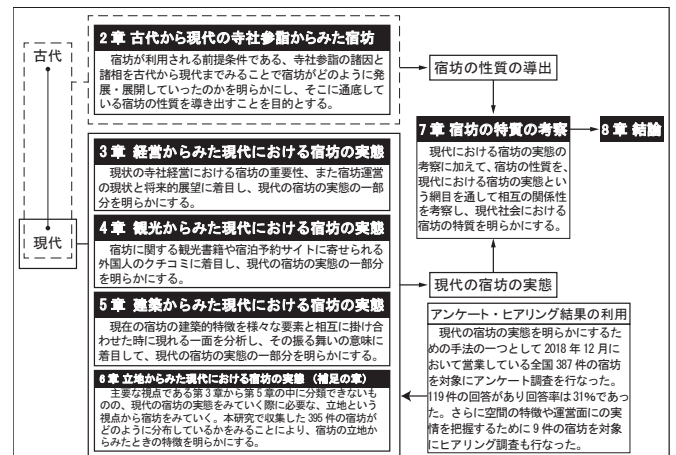 古代
現代
2 章 古代から現代の寺社参詣からみた宿坊
宿坊が利用される前提条件である、寺社参詣の諸因と
諸相を古代から現代までみることで宿坊がどのように発
展・展開していったのかを明らかにし、そこに通底して
いる宿坊の性質を導き出すことを目的とする。
3 章 経営からみた現代における宿坊の実態
現状の寺社経営における宿坊の重要性、また宿坊運営
の現状と将来的展望に着目し、現代の宿坊の実態の一部
分を明らかにする。
4 章 観光からみた現代における宿坊の実態
宿坊に関する観光書籍や宿泊予約サイトに寄せられる
外国人のクチコミに着目し、現代の宿坊の実態の一部分
を明らかにする。
5 章 建築からみた現代における宿坊の実態
現在の宿坊の建築的特徴を様々な要素と相互に掛け合
わせた時に現れる一面を分析し、その振る舞いの意味に
着目して、現代の宿坊の実態の一部分を明らかにする。
6 章 立地からみた現代における宿坊の実態 (補足の章)
主要な視点である第 3 章から第 5 章の中に分類できないも
のの、現代の宿坊の実態をみていく際に必要な、立地という
視点から宿坊をみていく。本研究で収集した 395 件の宿坊が
どのように分布しているかをみることにより、宿坊の立地か
らみたときの特徴を明らかにする。
宿坊の性質の導出
7 章 宿坊の特質の考察
現代における宿坊の実態の
考察に加えて、宿坊の性質を、
現代における宿坊の実態とい
う網目を通して相互の関係性
を考察し、現代社会における
宿坊の特質を明らかにする。
8 章 結論
現代の宿坊の実態
アンケート・ヒアリング結果の利用
現代の宿坊の実態を明らかにするた
めの手法の一つとして 2018 年 12 月に
おいて営業している全国 387 件の宿坊
を対象にアンケート調査を行なった。
119 件の回答があり回答率は 31%であっ
た。さらに空間の特徴や運営面にの実
情を把握するために 9 件の宿坊を対象
にヒアリング調査も行なった。